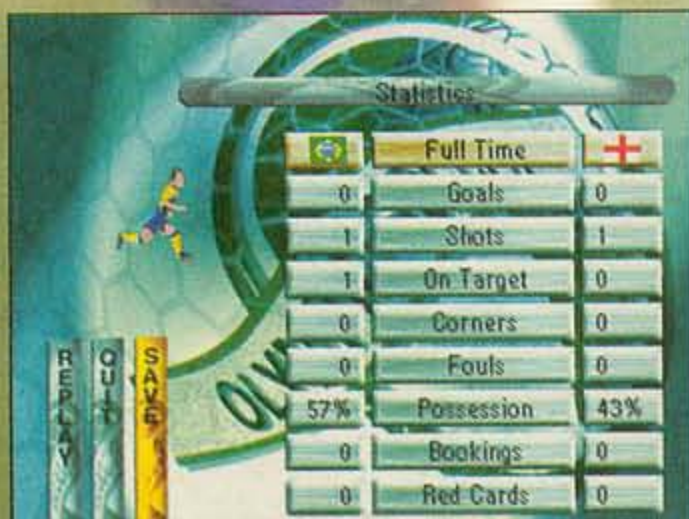 Statistics
Full Time
0 Goals 0
1 Shots 1
1 On Target 0
0 Corners 0
0 Fouls 0
57% Possession 43%
0 Bookings 0
0 Red Cards 0
REPLAY
QUIT
SAVE